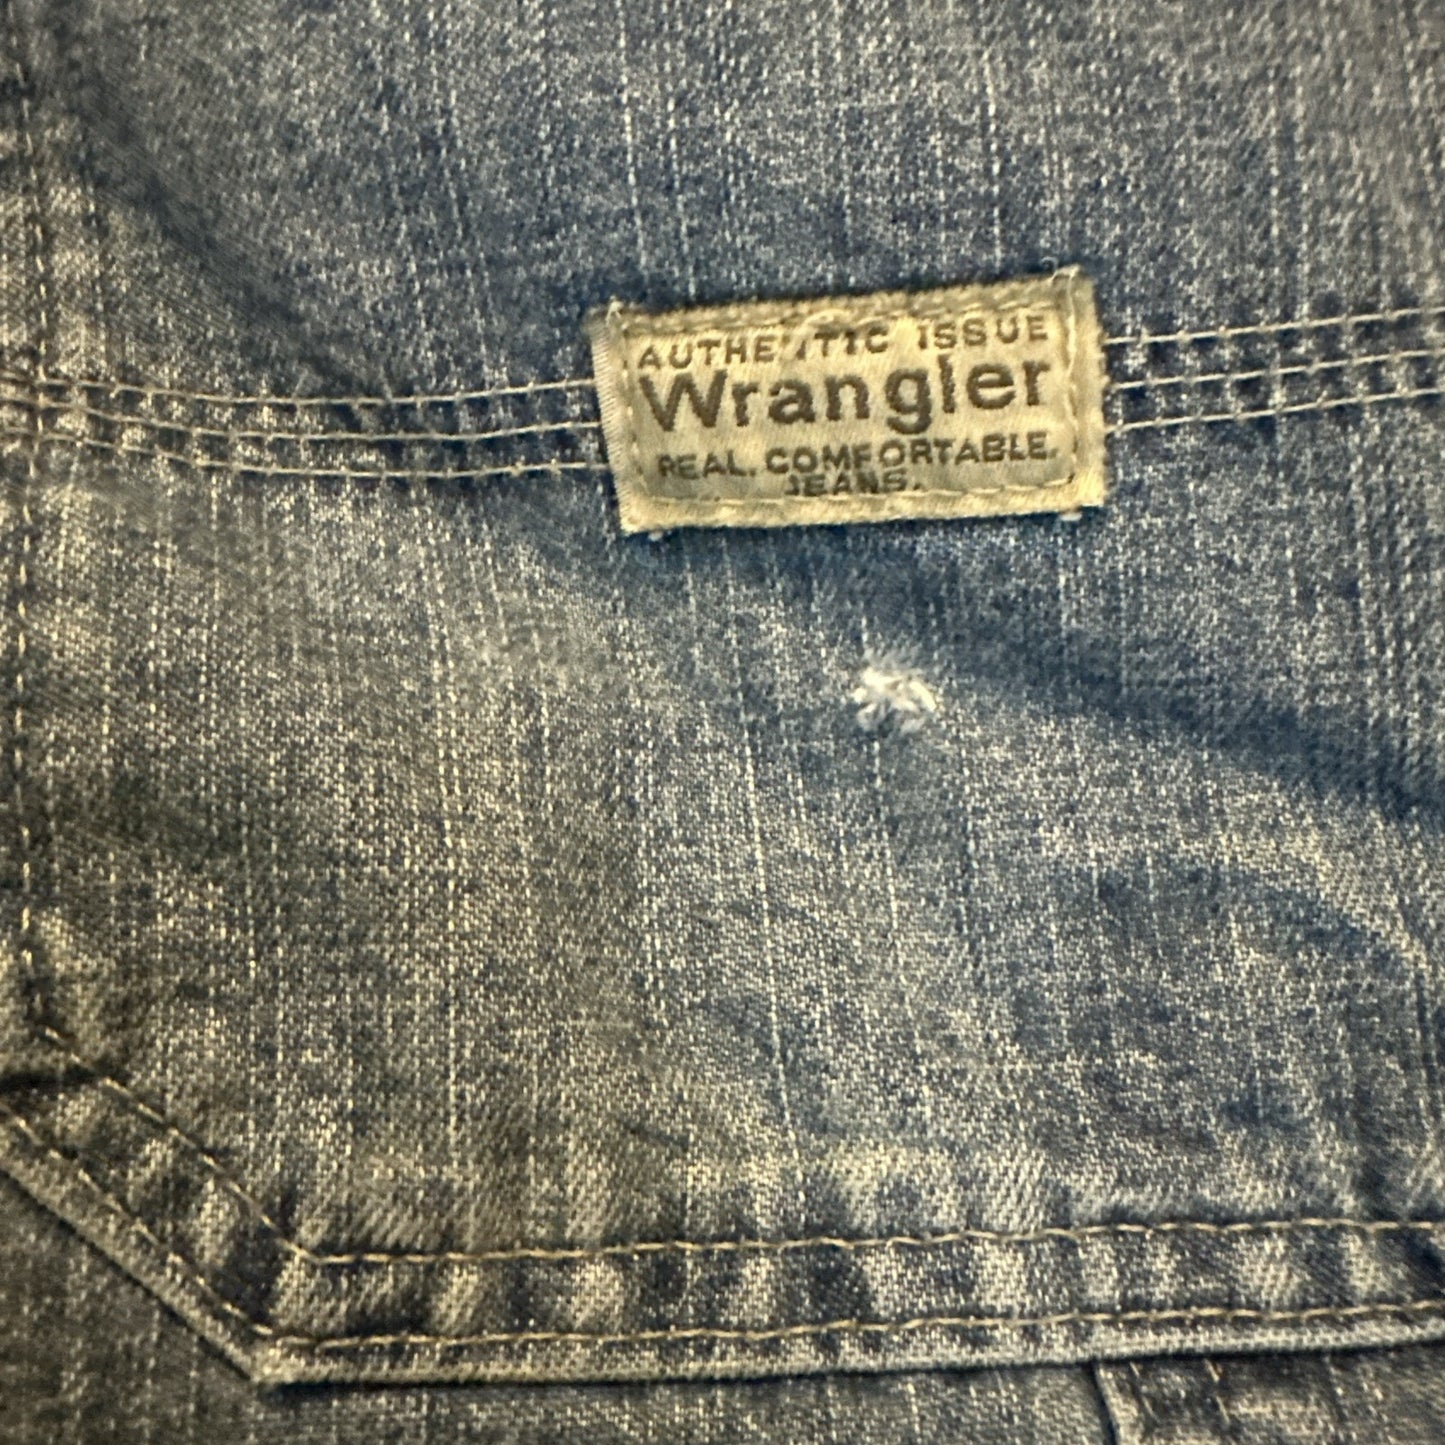 AUTHENTIC ISSUE
Wrangler
REAL. COMFORTABLE.
JEANS.